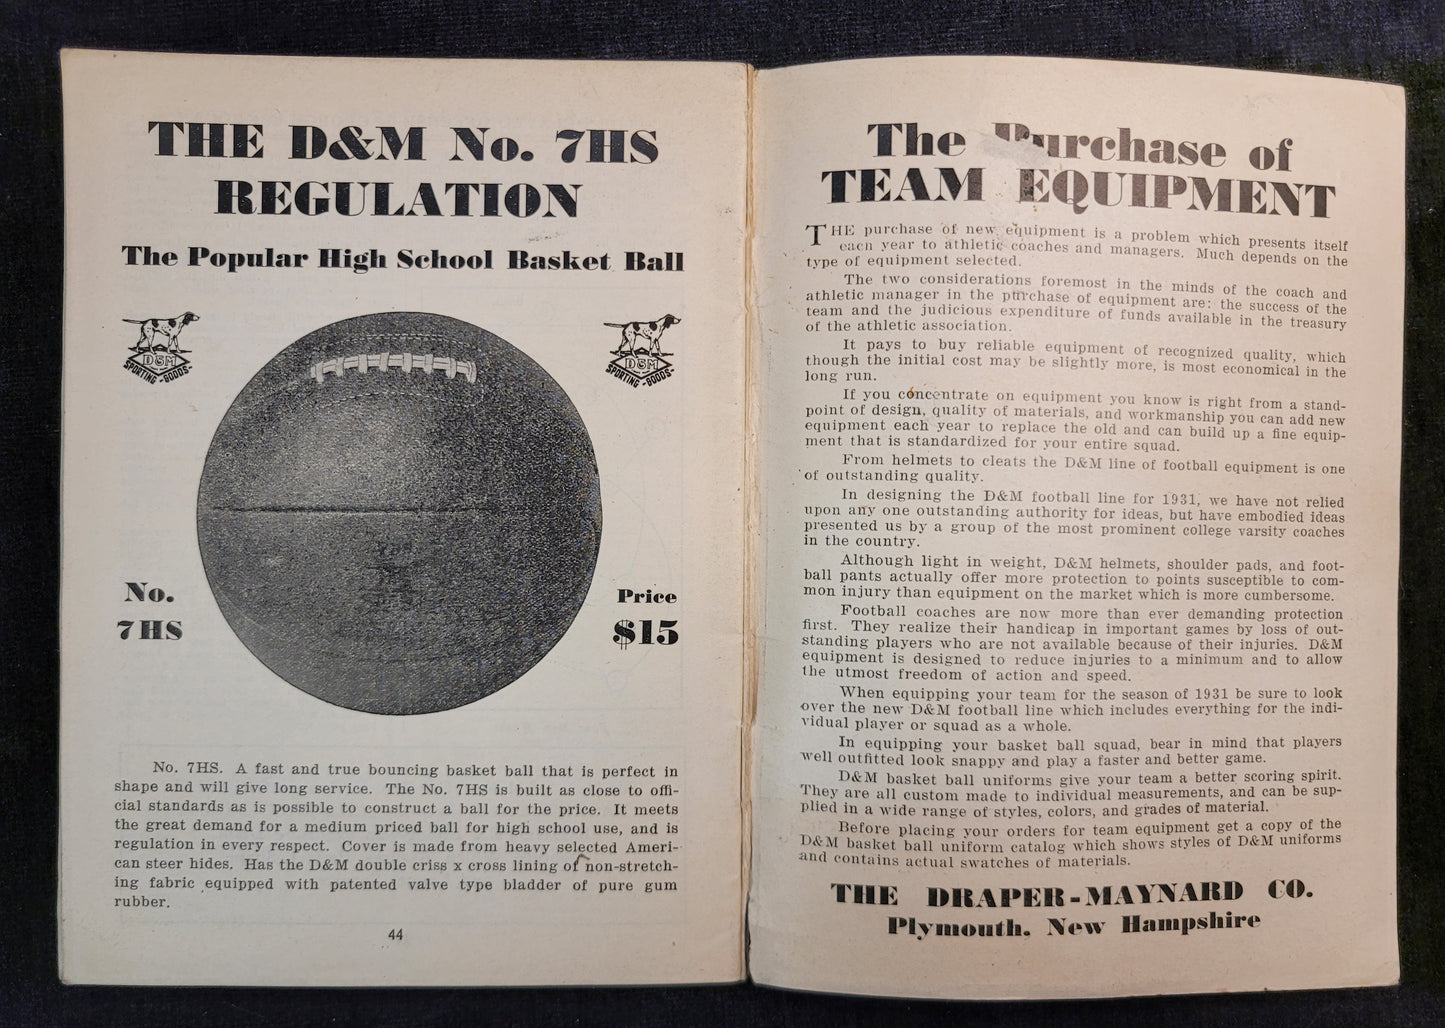 THE D&M No. 7HS
REGULATION
The Popular High School Basket Ball
D&M
SPORTING GOODS
D&M
SPORTING GOODS
No.
7HS
Price
$15
No. 7HS. A fast and true bouncing basket ball that is perfect in
shape and will give long service. The No. 7HS is built as close to offi-
cial standards as is possible to construct a ball for the price. It meets
the great demand for a medium priced ball for high school use, and is
regulation in every respect. Cover is made from heavy selected Ameri-
can steer hides. Has the D&M double criss x cross lining of non-stretch-
ing fabric equipped with patented valve type bladder of pure gum
rubber.
44
The Purchase of
TEAM EQUIPMENT
THE purchase of new equipment is a problem which presents itself
each year to athletic coaches and managers. Much depends on the
type of equipment selected.
The two considerations foremost in the minds of the coach and
athletic manager in the purchase of equipment are: the success of the
team and the judicious expenditure of funds available in the treasury
of the athletic association.
It pays to buy reliable equipment of recognized quality, which
though the initial cost may be slightly more, is most economical in the
long run.
If you concentrate on equipment you know is right from a stand-
point of design, quality of materials, and workmanship you can add new
equipment each year to replace the old and can build up a fine equip-
ment that is standardized for your entire squad.
From helmets to cleats the D&M line of football equipment is one
of outstanding quality.
In designing the D&M football line for 1931, we have not relied
upon any one outstanding authority for ideas, but have embodied ideas
presented us by a group of the most prominent college varsity coaches
in the country.
Although light in weight, D&M helmets, shoulder pads, and foot-
ball pants actually offer more protection to points susceptible to com-
mon injury than equipment on the market which is more cumbersome.
Football coaches are now more than ever demanding protection
first. They realize their handicap in important games by loss of out-
standing players who are not available because of their injuries. D&M
equipment is designed to reduce injuries to a minimum and to allow
the utmost freedom of action and speed.
When equipping your team for the season of 1931 be sure to look
over the new D&M football line which includes everything for the indi-
vidual player or squad as a whole.
In equipping your basket ball squad, bear in mind that players
well outfitted look snappy and play a faster and better game.
D&M basket ball uniforms give your team a better scoring spirit.
They are all custom made to individual measurements, and can be sup-
plied in a wide range of styles, colors, and grades of material.
Before placing your orders for team equipment get a copy of the
D&M basket ball uniform catalog which shows styles of D&M uniforms
and contains actual swatches of materials.
THE DRAPER-MAYNARD CO.
Plymouth, New Hampshire